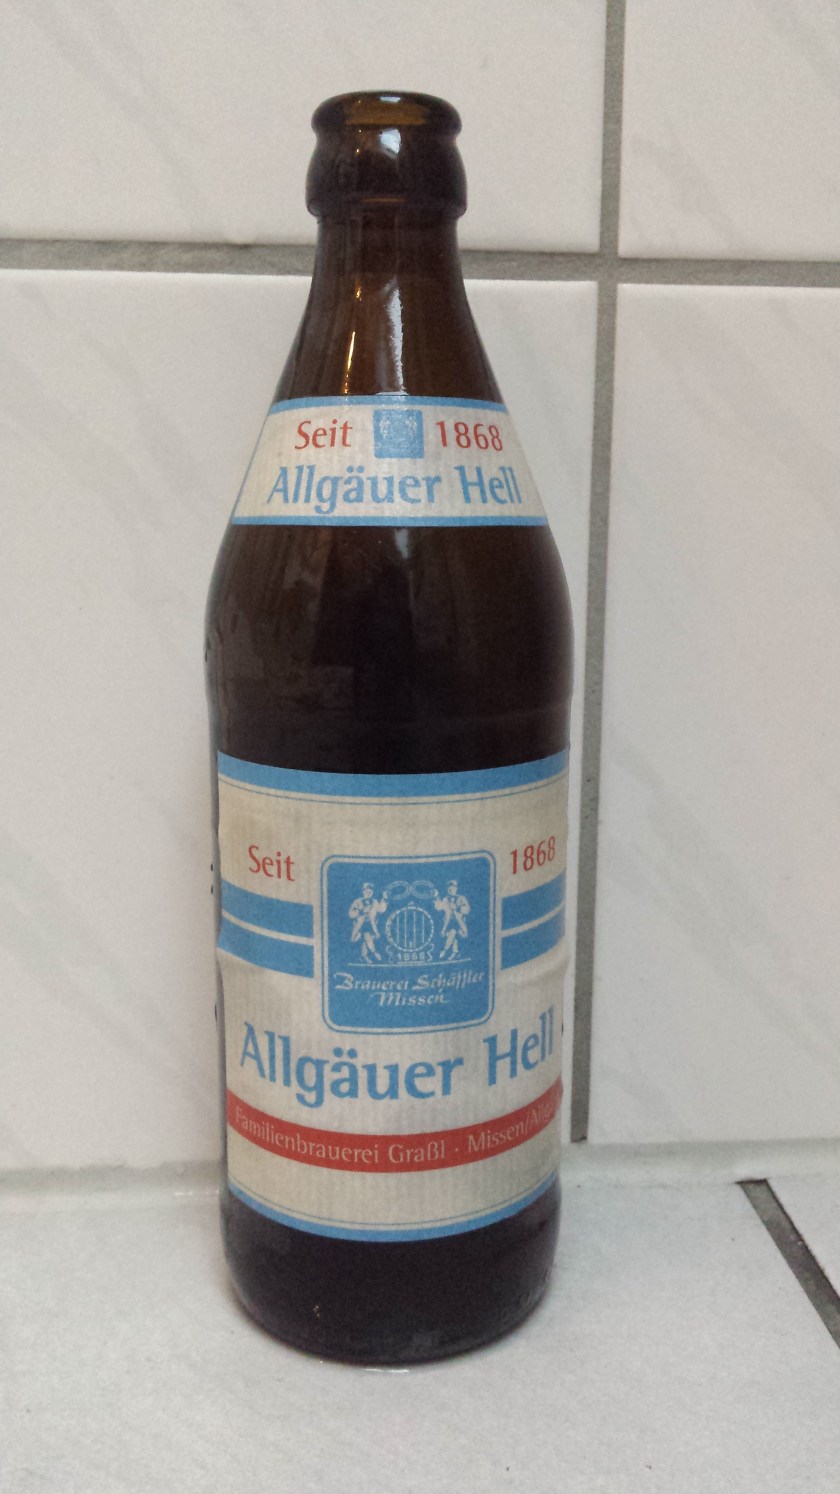 Seit 1868
Allgäuer Hell
Seit 1868
1868
Brauerei Schäffler
Missen
Allgäuer Hell
Familienbrauerei Graßl · Missen/Allgäu